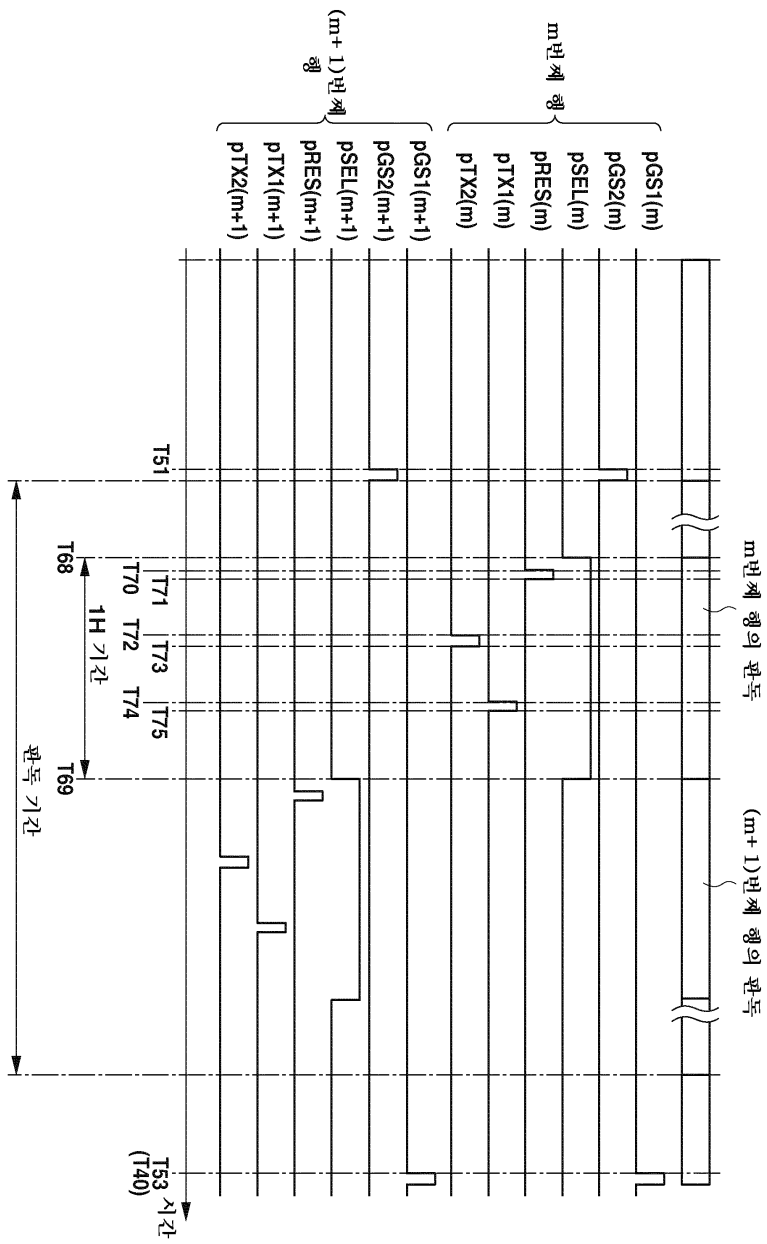 m번째 행의 판독
(m+1)번째 행의 판독
m번째 행
pGS1(m)
pGS2(m)
pSEL(m)
pRES(m)
pTX1(m)
pTX2(m)
(m+1)번째
행
pGS1(m+1)
pGS2(m+1)
pSEL(m+1)
pRES(m+1)
pTX1(m+1)
pTX2(m+1)
T51
T71
T73
T75
T53
(T40)
시간
T70
T72
T74
1H 기간
T68
T69
판독 기간